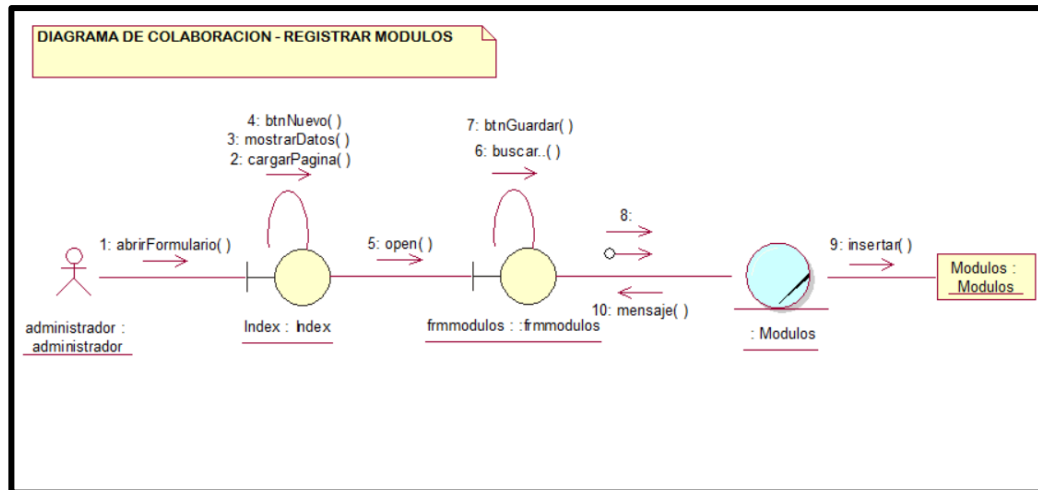 DIAGRAMA DE COLABORACION - REGISTRAR MODULOS
4: btnNuevo( )
3: mostrarDatos( )
2: cargarPagina( )
7: btnGuardar( )
6: buscar..( )
1: abrirFormulario( )
5: open( )
8:
9: insertar( )
10: mensaje( )
administrador :
administrador
Index : Index
frmmodulos : :frmmodulos
: Modulos
Modulos :
Modulos